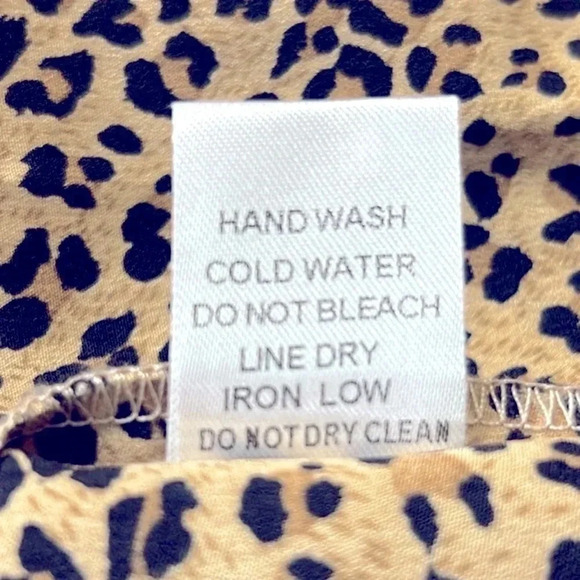 HAND WASH
COLD WATER
DO NOT BLEACH
LINE DRY
IRON LOW
DO NOT DRY CLEAN